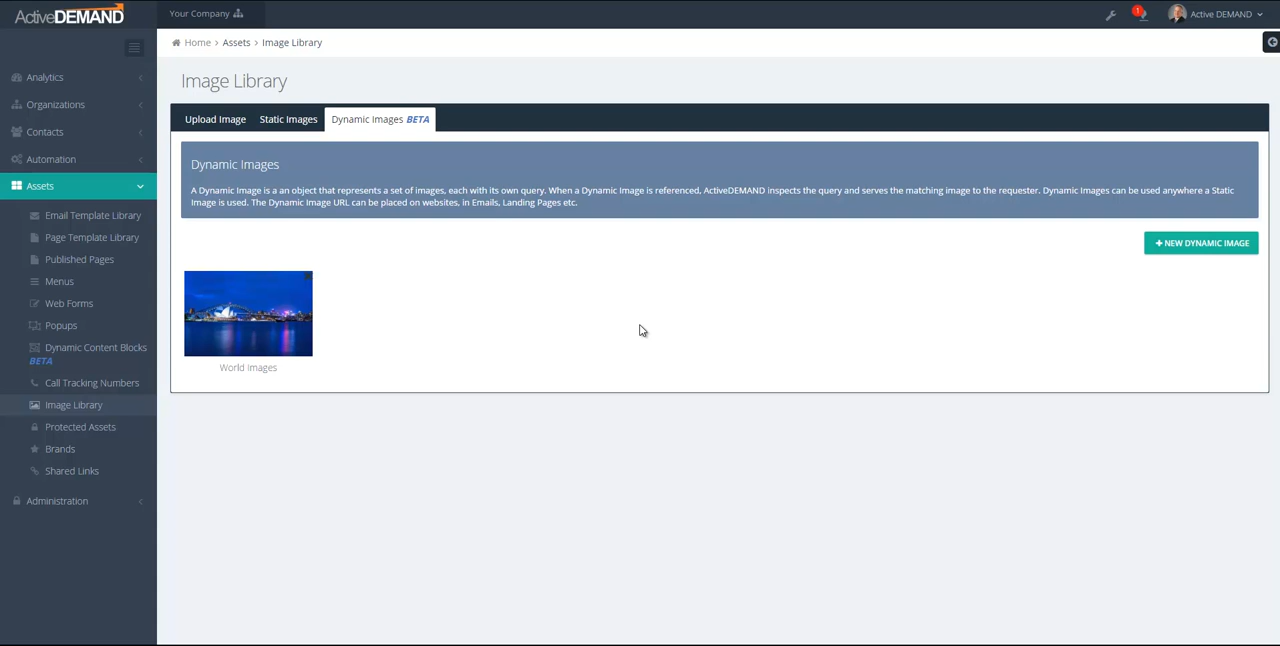 ActiveDEMAND
Your Company
1
Active DEMAND
Home > Assets > Image Library
Analytics
Organizations
Contacts
Automation
Assets
Email Template Library
Page Template Library
Published Pages
Menus
Web Forms
Popups
Dynamic Content Blocks
BETA
Call Tracking Numbers
Image Library
Protected Assets
Brands
Shared Links
Administration
Image Library
Upload Image Static Images Dynamic Images BETA
Dynamic Images
A Dynamic Image is a an object that represents a set of images, each with its own query. When a Dynamic Image is referenced, ActiveDEMAND inspects the query and serves the matching image to the requester. Dynamic Images can be used anywhere a Static
Image is used. The Dynamic Image URL can be placed on websites, in Emails, Landing Pages etc.
+ NEW DYNAMIC IMAGE
World Images